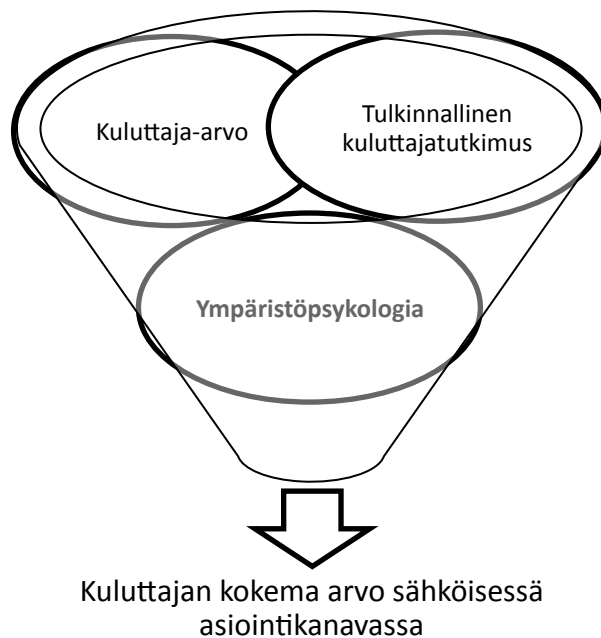 Kuluttaja-arvo
Tulkinnallinen
kuluttajatutkimus
Ympäristöpsykologia
Kuluttajan kokema arvo sähköisessä
asiointikanavassa